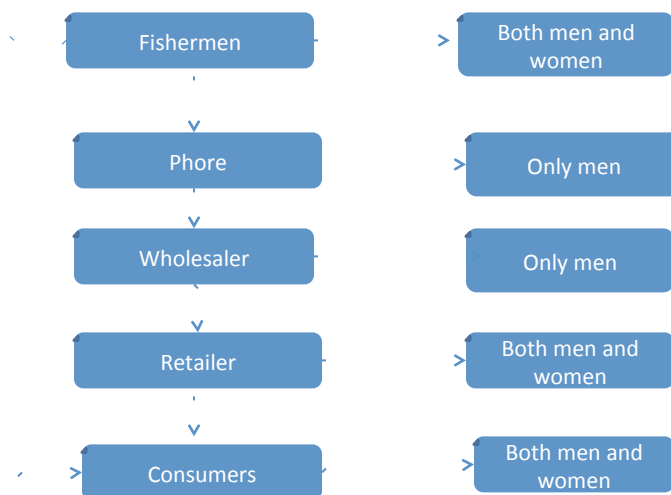 Fishermen
Both men and
women
Phore
Only men
Wholesaler
Only men
Retailer
Both men and
women
Consumers
Both men and
women